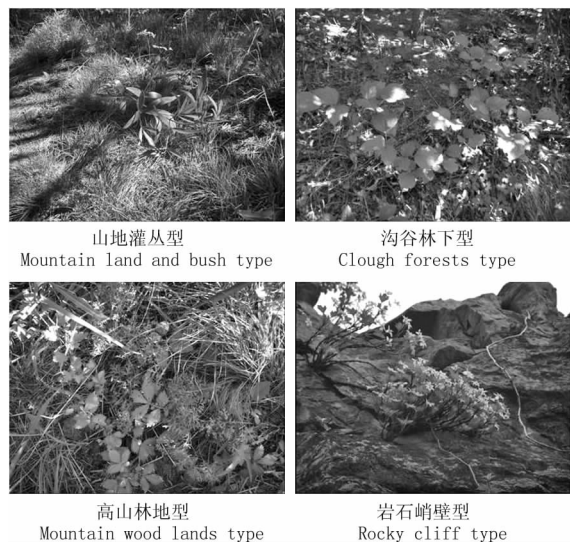 山地灌丛型
Mountain land and bush type
沟谷林下型
Clough forests type
高山林地型
Mountain wood lands type
岩石峭壁型
Rocky cliff type